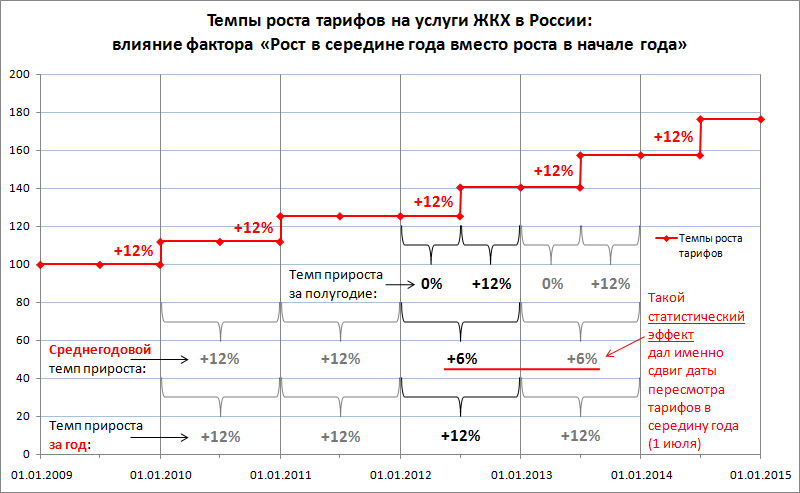 Темпы роста тарифов на услуги ЖКХ в России:
влияние фактора «Рост в середине года вместо роста в начале года»
200
180
160
140
120
100
80
60
40
20
0
+12%
+12%
+12%
+12%
+12%
Темпы роста
тарифов
Темп прироста
за полугодие:
0%
+12%
0%
+12%
Среднегодовой
темп прироста:
+12%
+12%
+6%
+6%
Темп прироста
за год:
+12%
+12%
+12%
+12%
Такой
статистический
эффект
дал именно
сдвиг даты
пересмотра
тарифов в
середину года
(1 июля)
01.01.2009
01.01.2010
01.01.2011
01.01.2012
01.01.2013
01.01.2014
01.01.2015